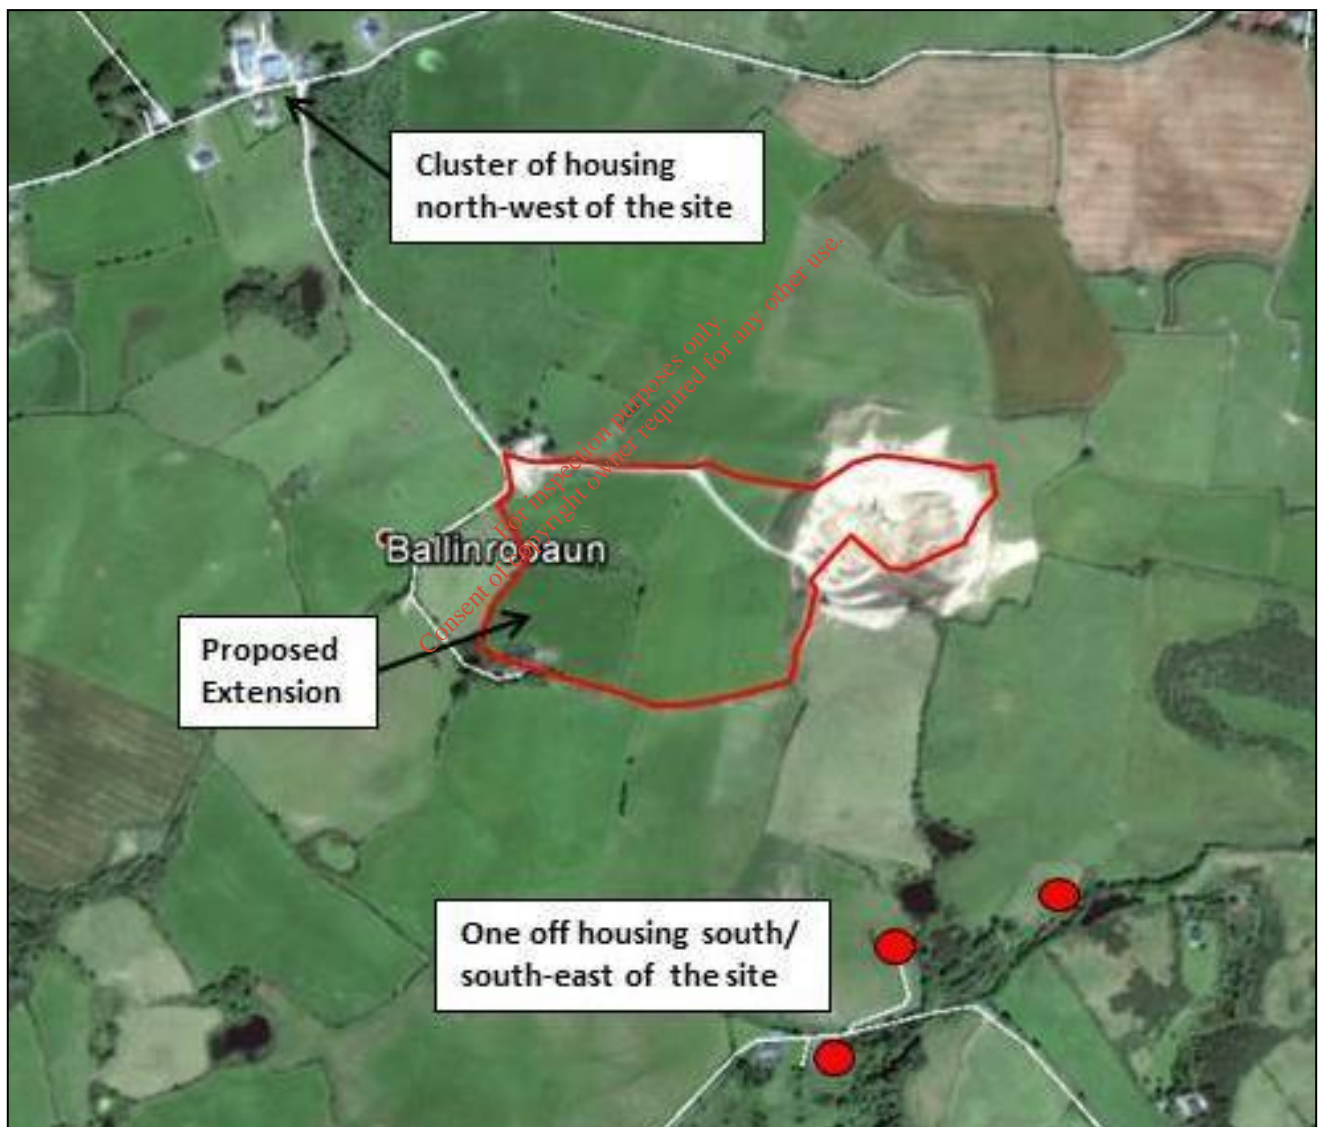 Cluster of housing
north-west of the site
For inspection purposes only.
Consent of copyright owner required for any other use.
Ballinrobaun
Proposed
Extension
One off housing south/
south-east of the site